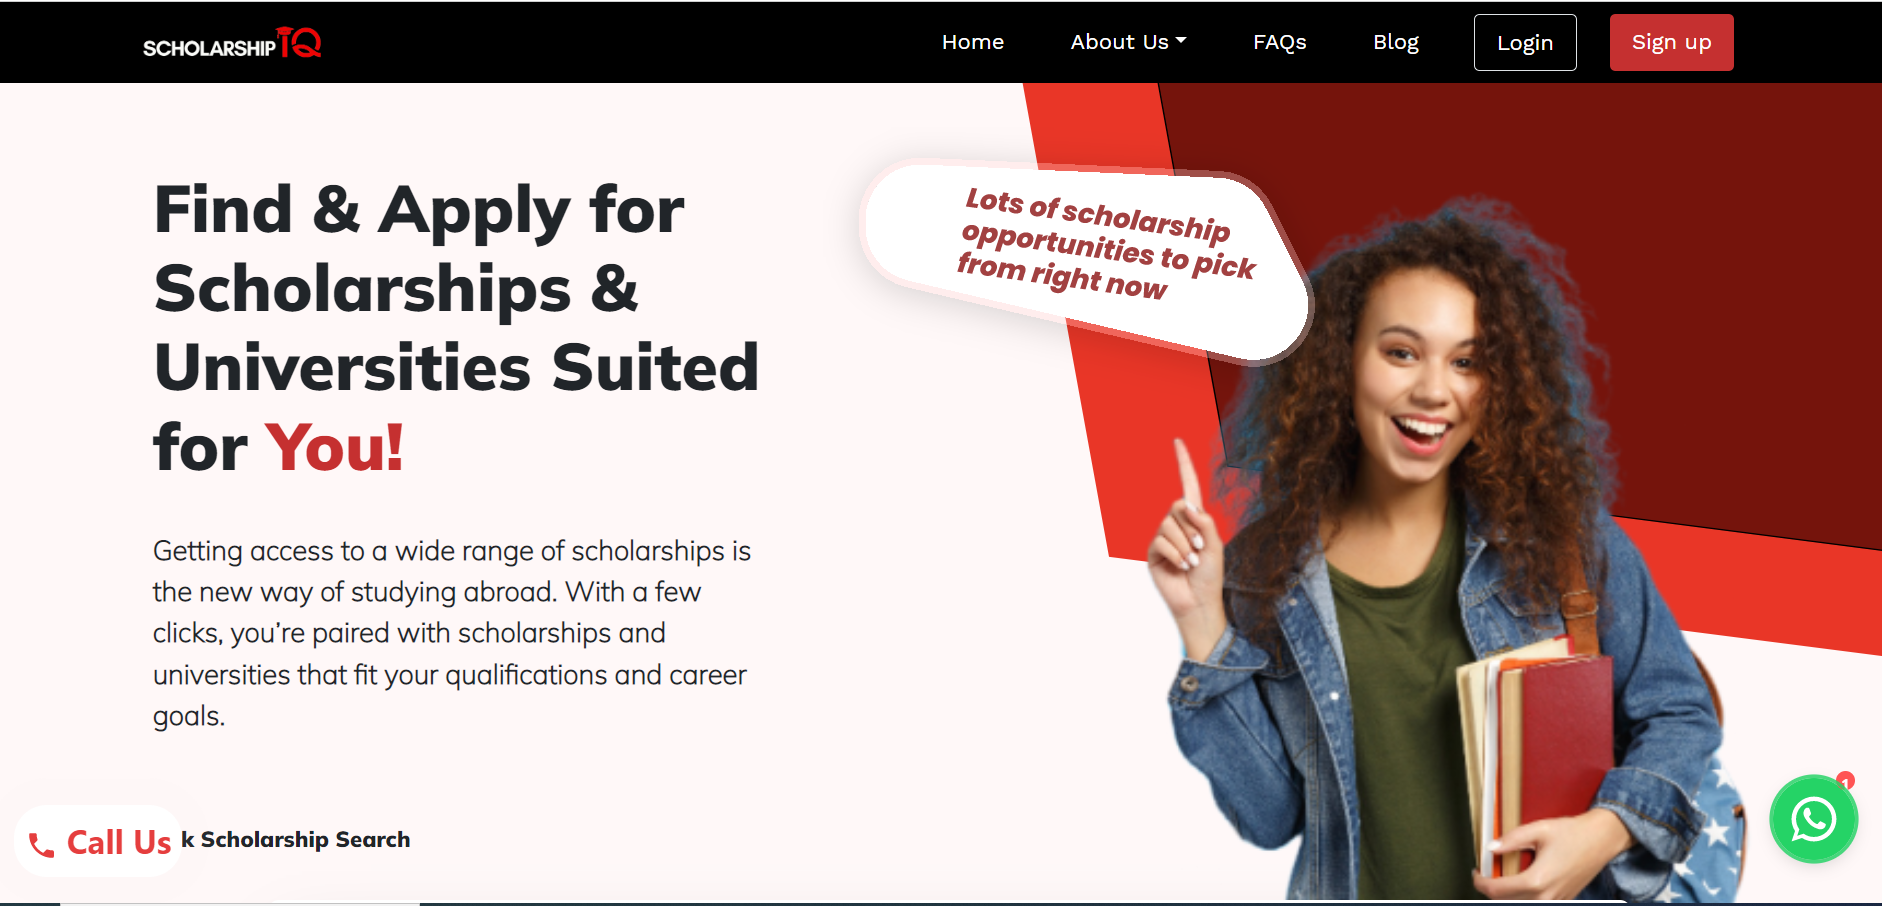 SCHOLARSHIP IQ
Home
About Us
FAQs
Blog
Login
Sign up
Find & Apply for
Scholarships &
Universities Suited
for You!
Lots of scholarship
opportunities to pick
from right now
Getting access to a wide range of scholarships is
the new way of studying abroad. With a few
clicks, you're paired with scholarships and
universities that fit your qualifications and career
goals.
Call Us
k Scholarship Search
1